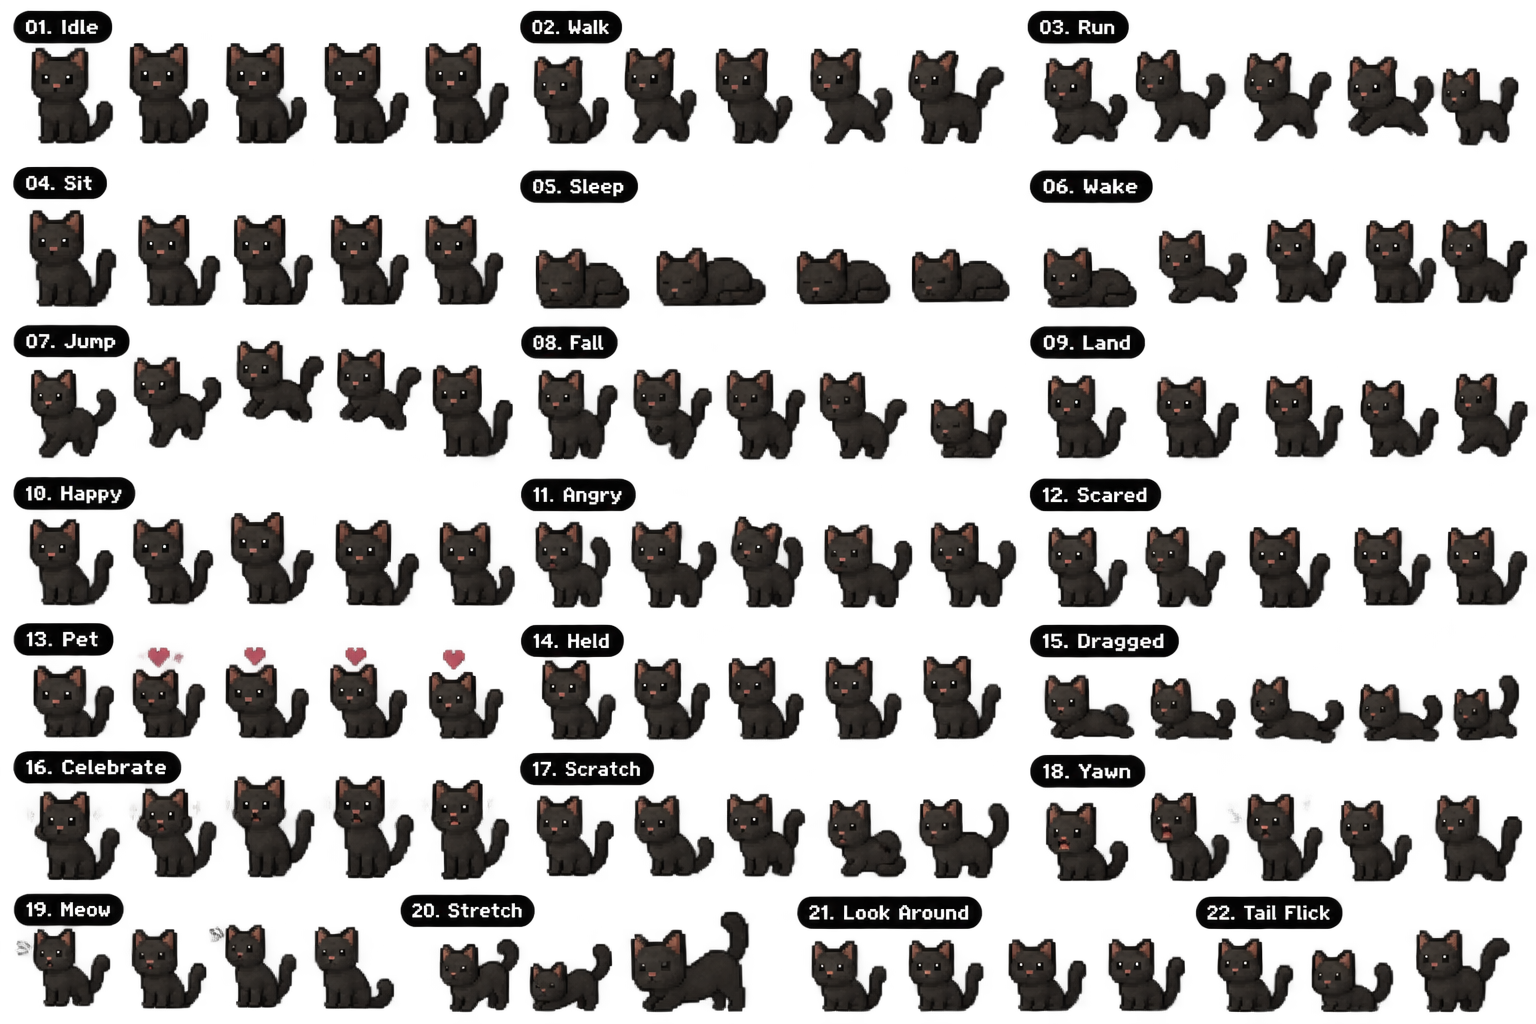 01. Idle
02. Walk
03. Run
04. Sit
05. Sleep
06. Wake
07. Jump
08. Fall
09. Land
10. Happy
11. Angry
12. Scared
13. Pet
14. Held
15. Dragged
16. Celebrate
17. Scratch
18. Yawn
19. Meow
20. Stretch
21. Look Around
22. Tail Flick